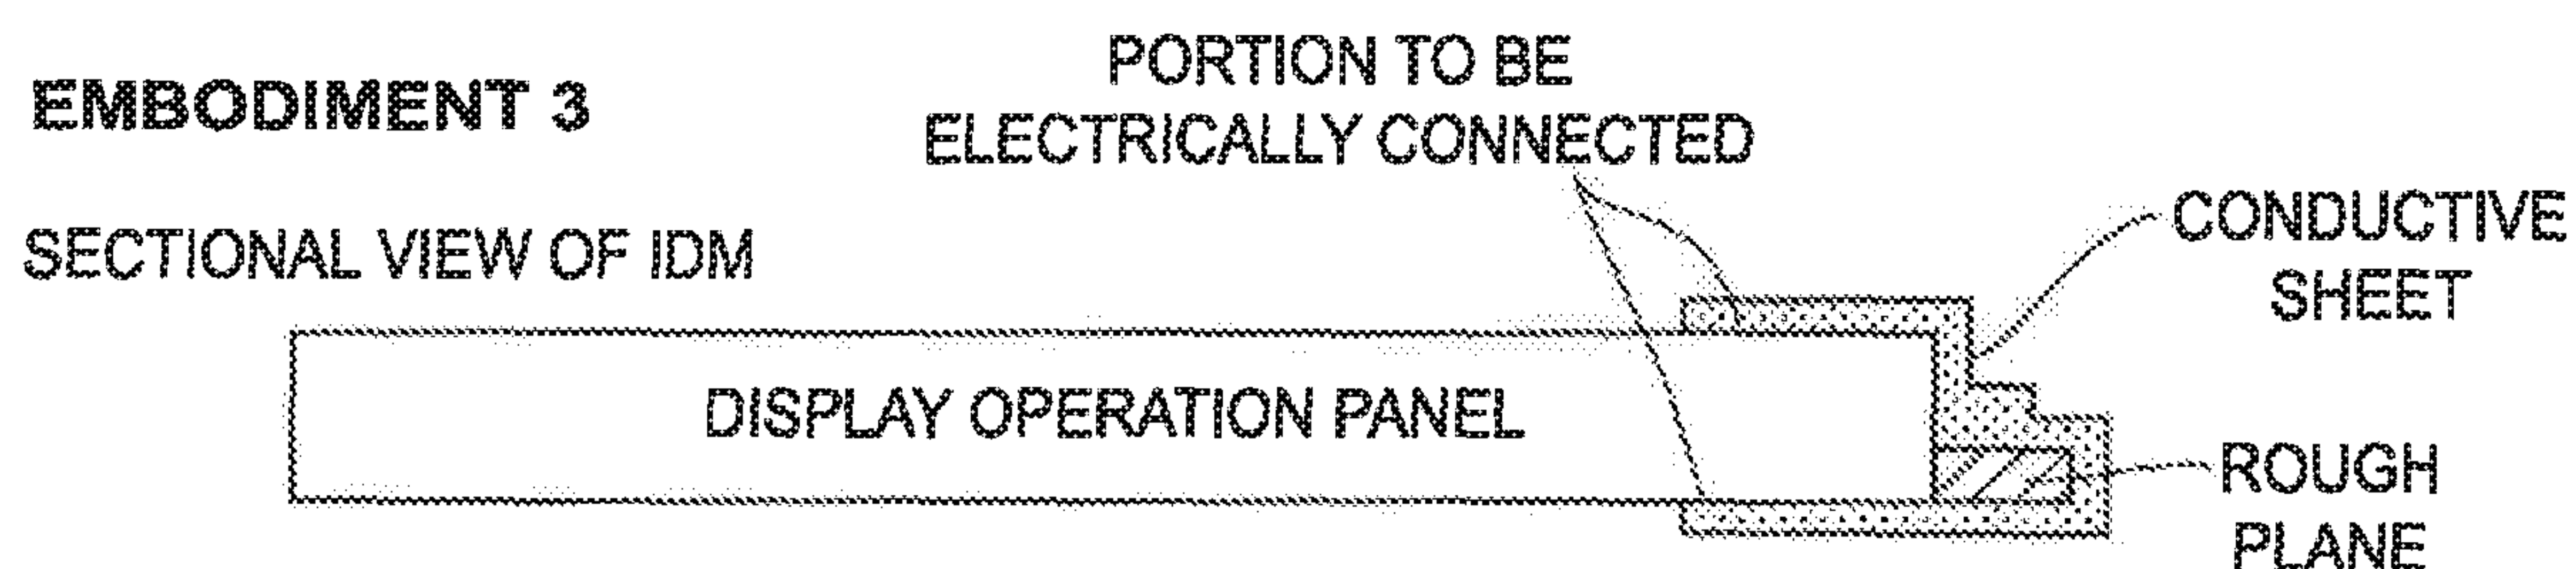 EMBODIMENT 3
SECTIONAL VIEW OF IDM
PORTION TO BE
ELECTRICALLY CONNECTED
CONDUCTIVE
SHEET
DISPLAY OPERATION PANEL
ROUGH
PLANE